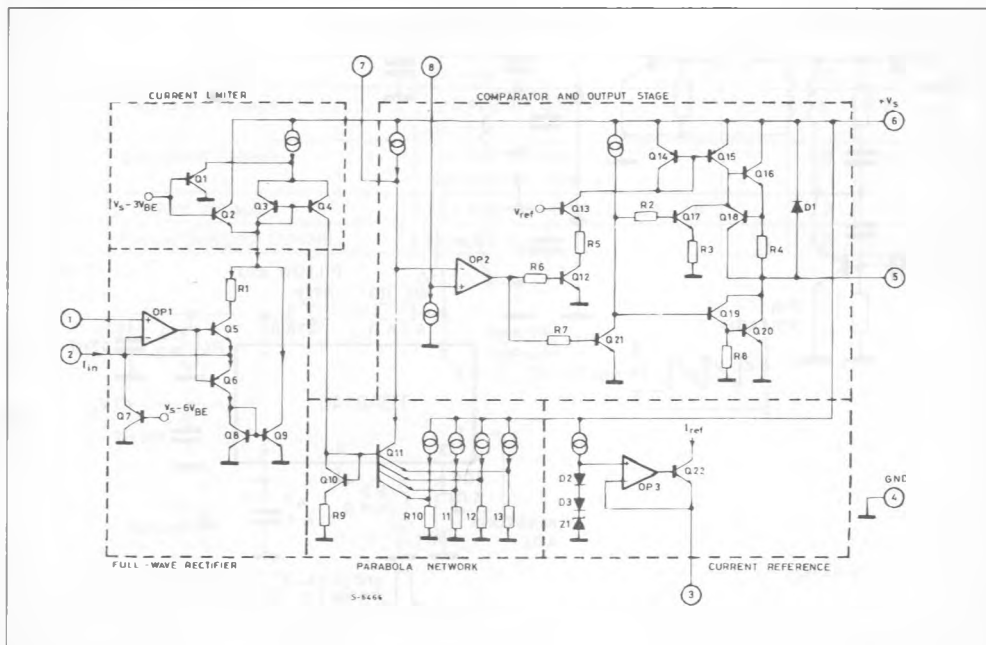 7
8
CURRENT LIMITER
COMPARATOR AND OUTPUT STAGE
+Vs
6
Q14
Q15
Q16
Q1
Vs-3VBE
Q2
Q3
Q4
Vref
Q13
R2
Q17
Q18
D1
R5
R3
R4
OP2
R6
Q12
5
R1
1
OP1
Q5
R7
Q21
Q19
Q20
2
Iin
Q6
R8
Q7
Vs-6VBE
Q8
Q9
Q11
Iref
Q10
D2
OP3
Q22
GND
4
R9
R10
11
12
13
D3
Z1
FULL-WAVE RECTIFIER
PARABOLA NETWORK
CURRENT REFERENCE
S-8466
3